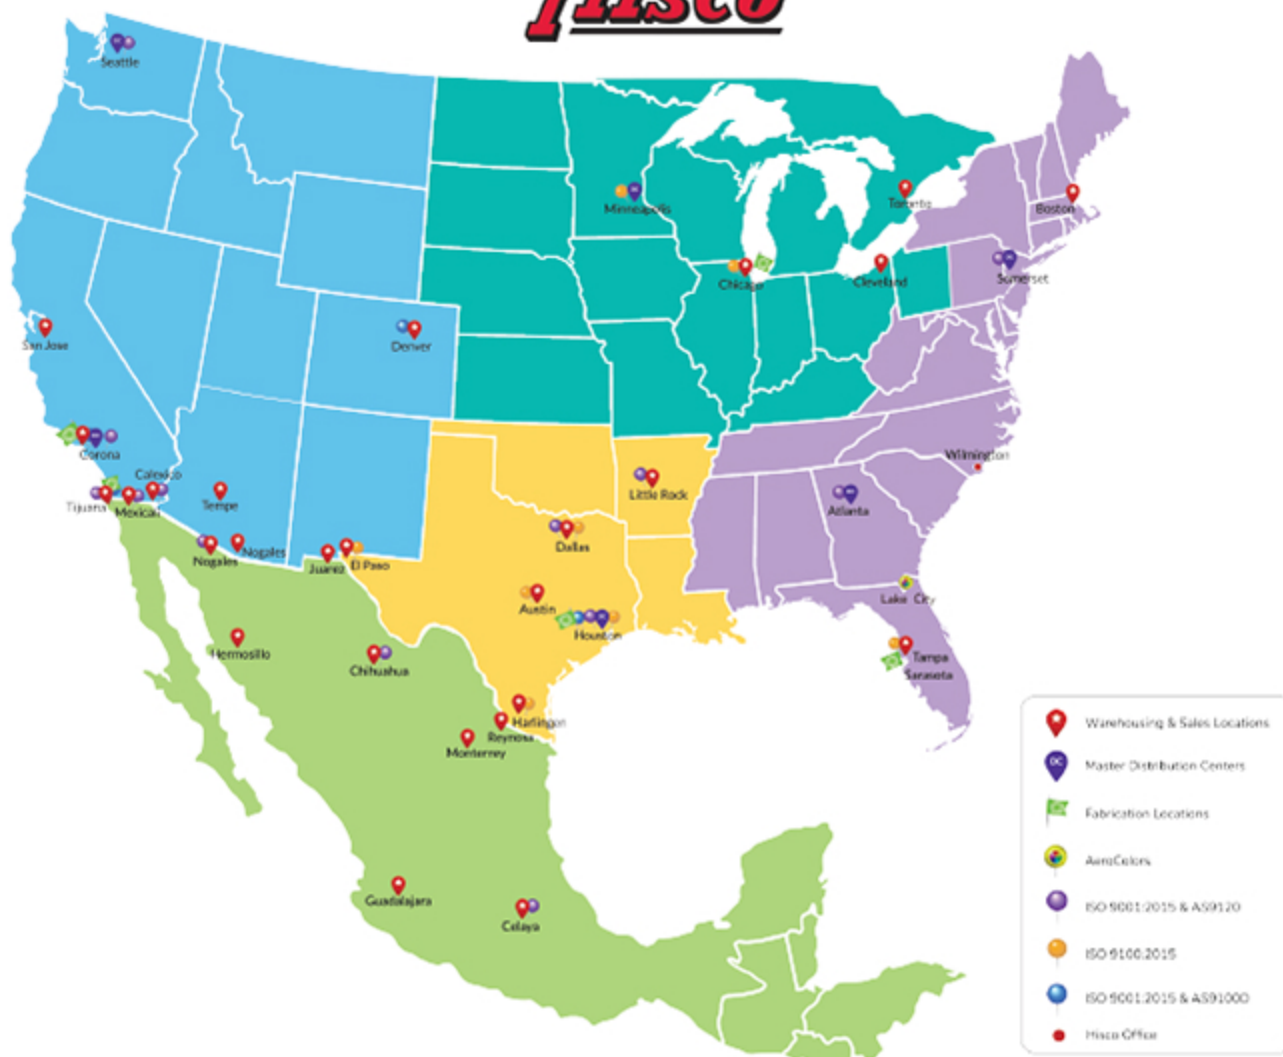 Hisco
Seattle
Minneapolis
Toronto
Boston
Chicago
Cleveland
Somerset
San Jose
Denver
Corona
Wilmington
Calexico
Tijuana
Mexicali
Tempe
Little Rock
Atlanta
Nogales
Nogales
Juarez
El Paso
Dallas
Austin
Houston
Lake City
Hermosillo
Chihuahua
Tampa
Sarasota
Harlingen
Reynosa
Monterrey
Guadalajara
Celaya
Warehousing & Sales Locations
DC Master Distribution Centers
Fabrication Locations
AeroColors
ISO 9001:2015 & AS9120
ISO 9100:2015
ISO 9001:2015 & AS9100D
Hisco Office